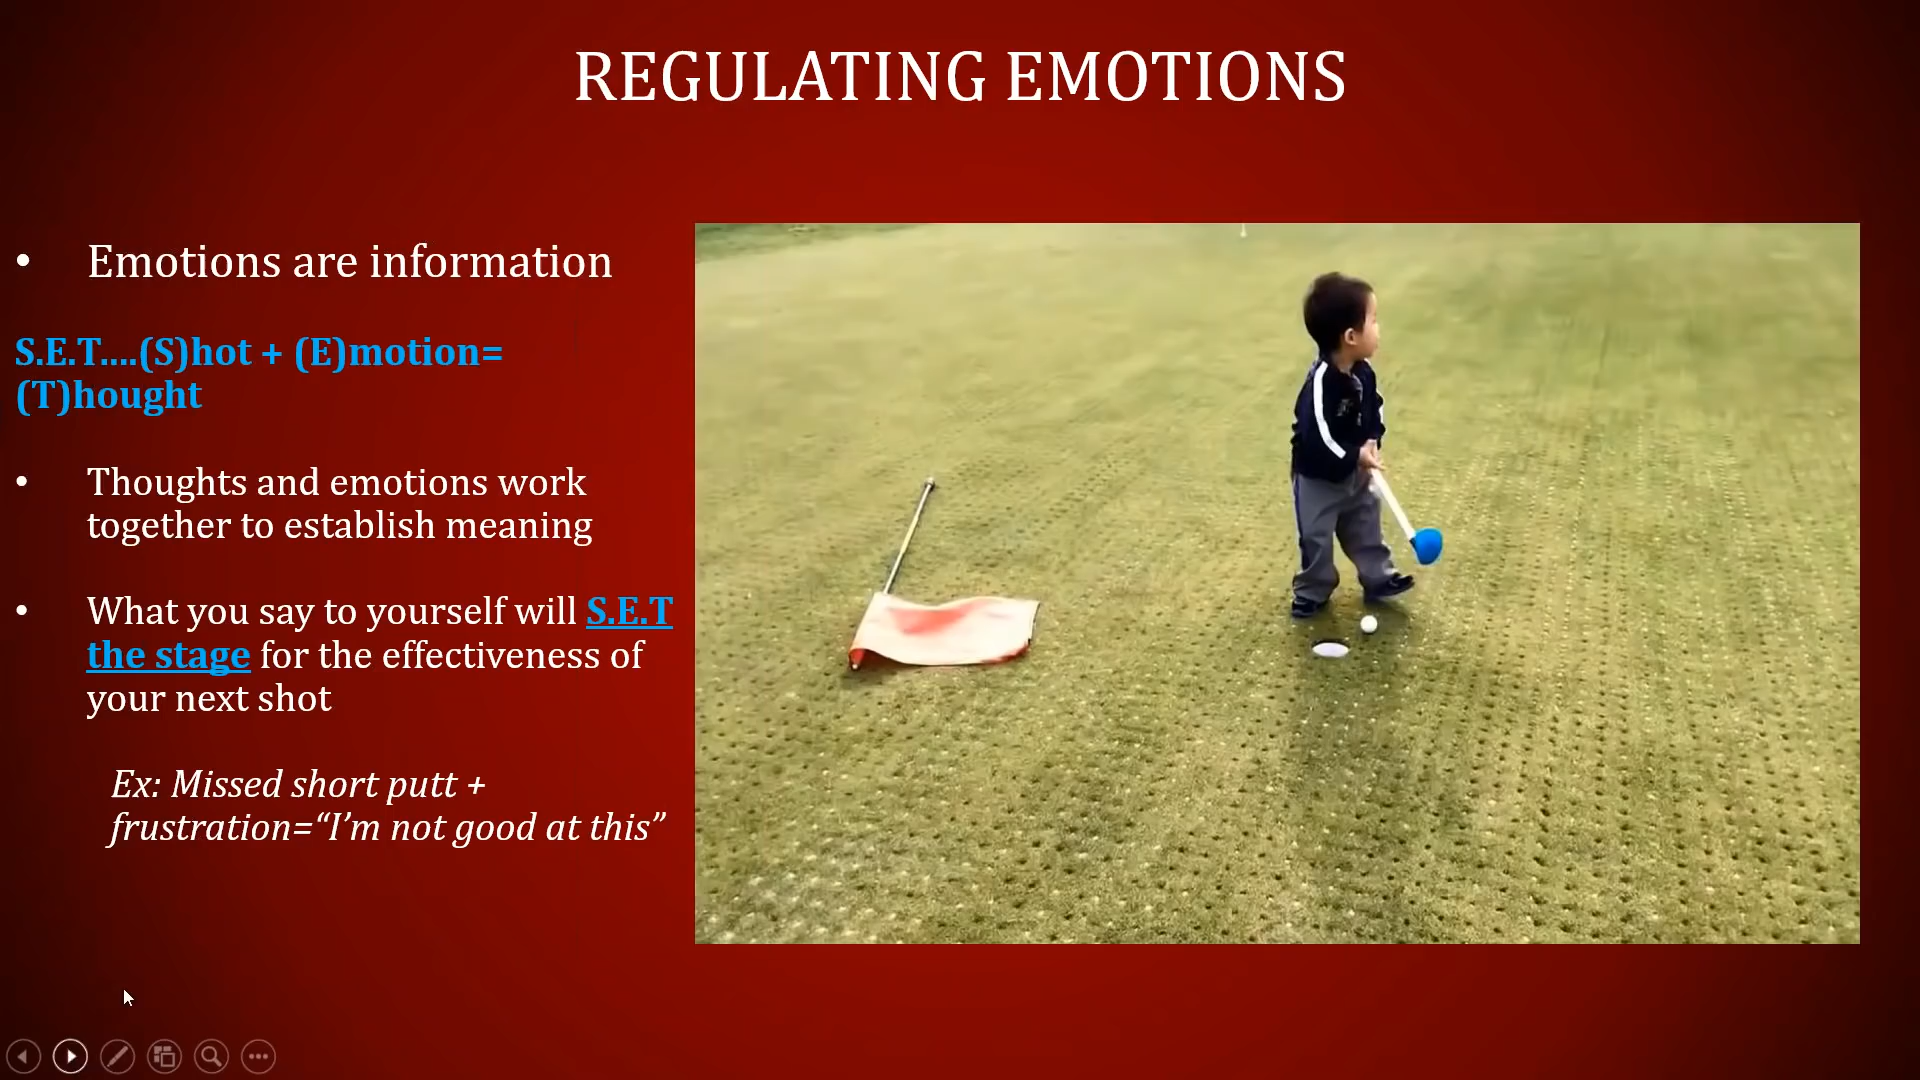 REGULATING EMOTIONS
• Emotions are information
S.E.T....(S)hot + (E)motion=
(T)hought
• Thoughts and emotions work
together to establish meaning
• What you say to yourself will S.E.T
the stage for the effectiveness of
your next shot
Ex: Missed short putt +
frustration=“I’m not good at this”